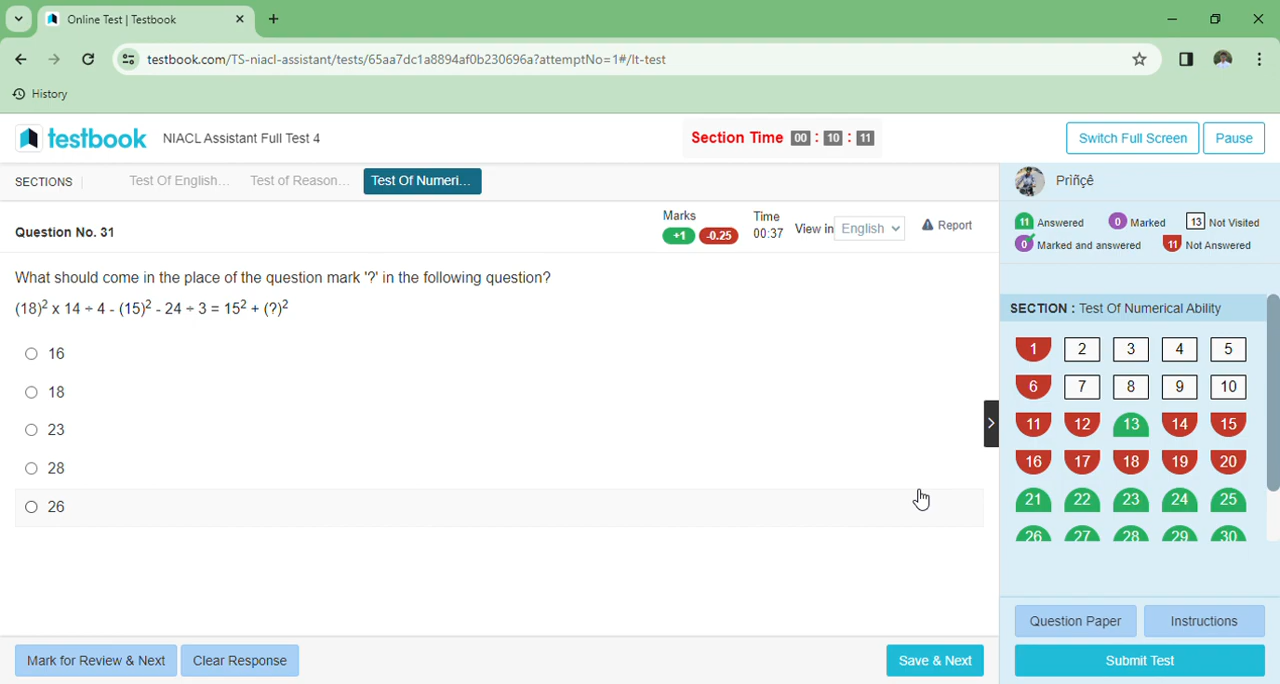 Online Test | Testbook
testbook.com/TS-niacl-assistant/tests/65aa7dc1a8894af0b230696a?attemptNo=1#/lt-test
History
testbook NIACL Assistant Full Test 4 Section Time 00 : 10 : 11 Switch Full Screen Pause
SECTIONS Test Of English... Test of Reason... Test Of Numeri...
Priñçê
Question No. 31
Marks
+1 -0.25
Time
00:37
View in English
Report
11 Answered 0 Marked 13 Not Visited
0 Marked and answered 11 Not Answered
What should come in the place of the question mark '?' in the following question?
(18)² x 14 ÷ 4 - (15)² - 24 ÷ 3 = 15² + (?)²
16
18
23
28
26
SECTION : Test Of Numerical Ability
1 2 3 4 5
6 7 8 9 10
11 12 13 14 15
16 17 18 19 20
21 22 23 24 25
26 27 28 29 30
Question Paper Instructions
Mark for Review & Next Clear Response Save & Next Submit Test